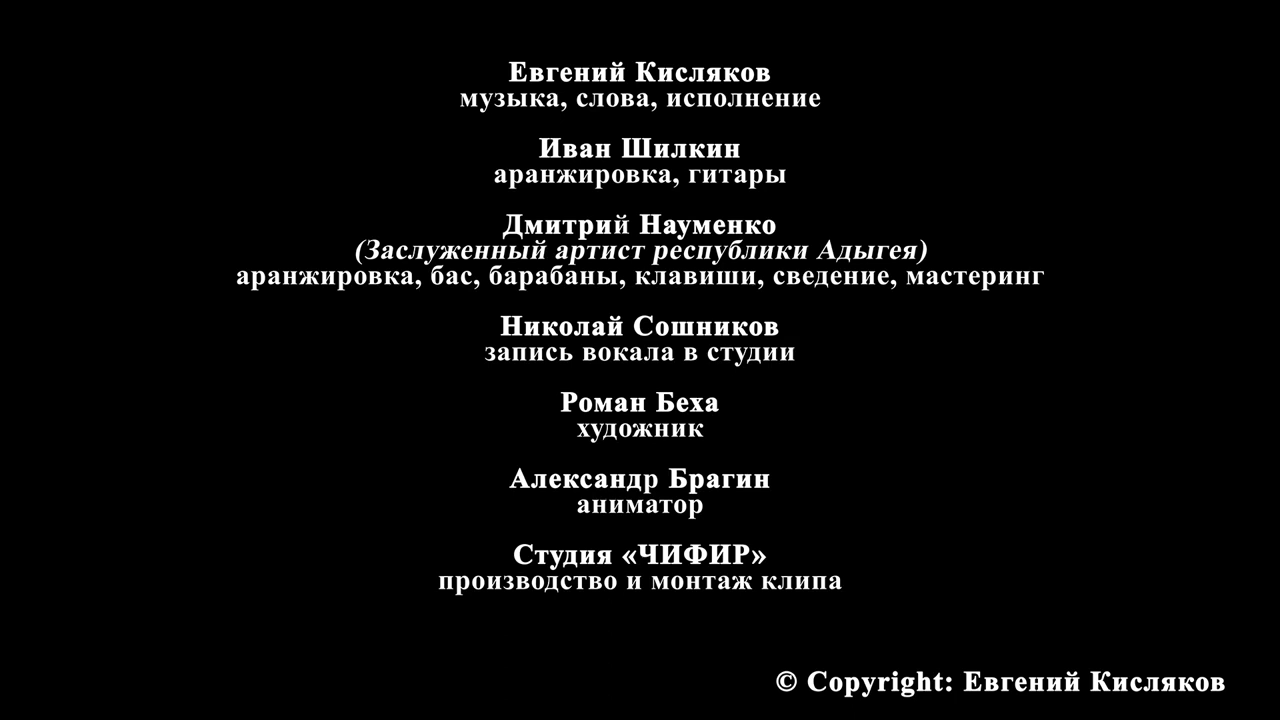 Евгений Кисляков
музыка, слова, исполнение
Иван Шилкин
аранжировка, гитары
Дмитрий Науменко
(Заслуженный артист республики Адыгея)
аранжировка, бас, барабаны, клавиши, сведение, мастеринг
Николай Сошников
запись вокала в студии
Роман Беха
художник
Александр Брагин
аниматор
Студия «ЧИФИР»
производство и монтаж клипа
© Copyright: Евгений Кисляков